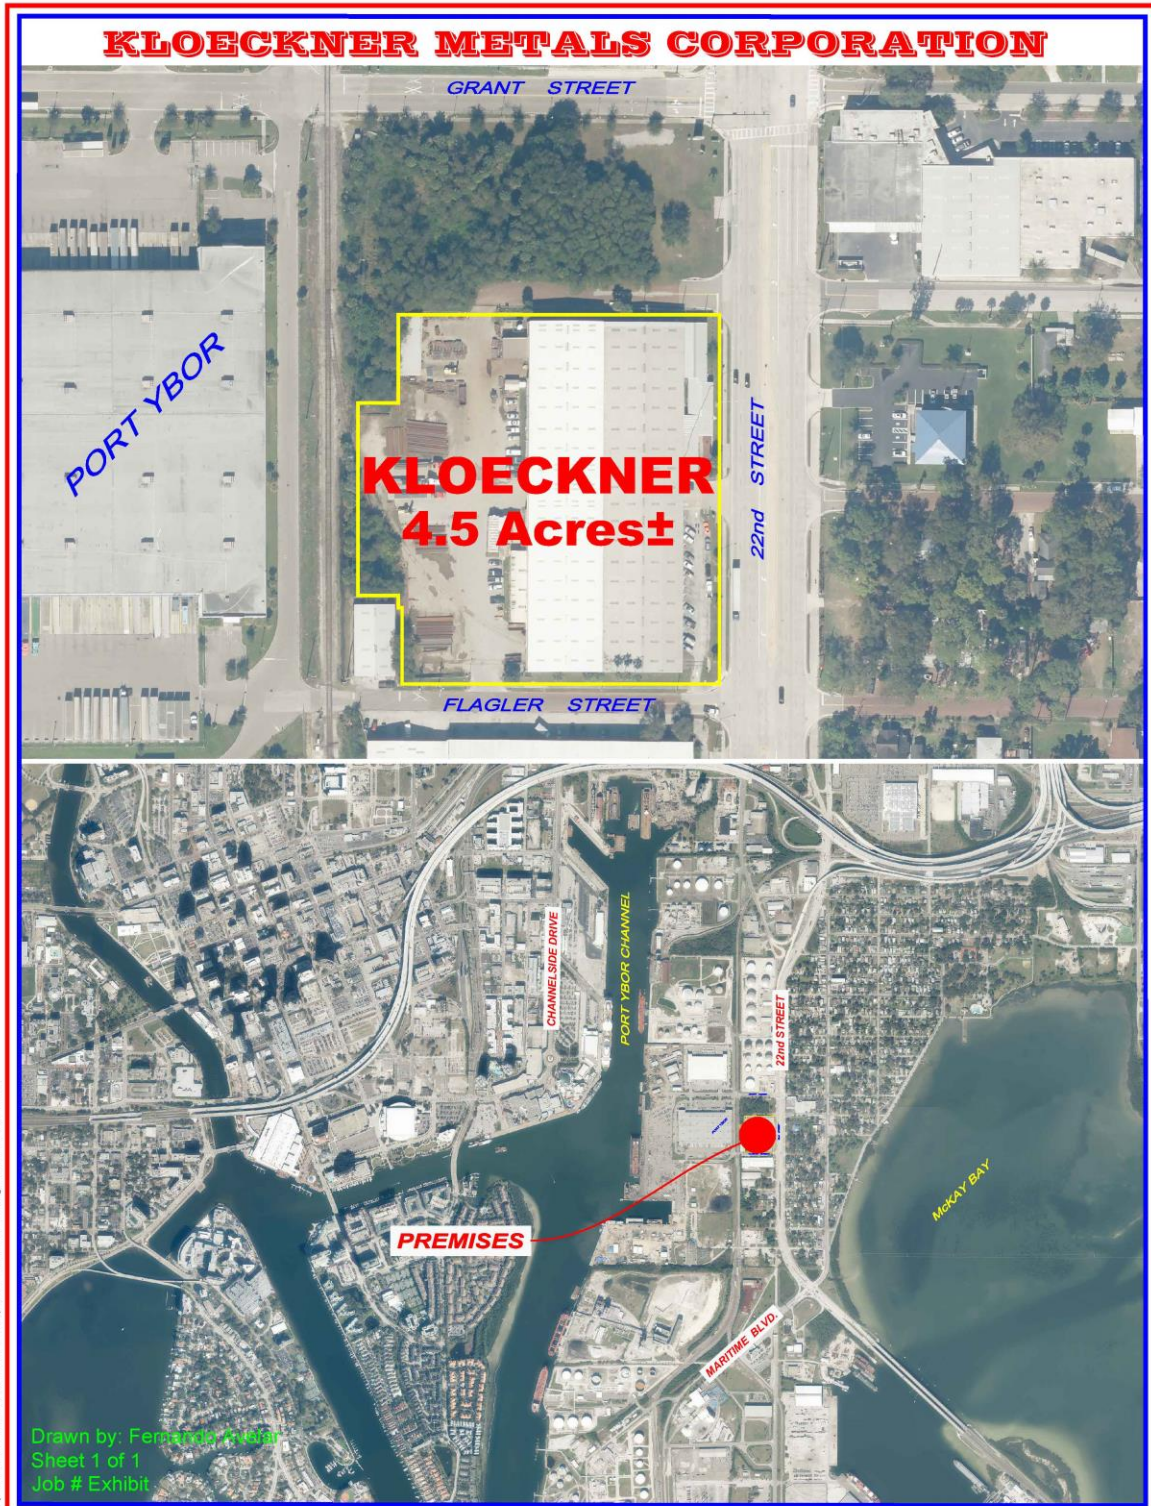 KLOECKNER METALS CORPORATION
GRANT STREET
PORT YBOR
KLOECKNER
4.5 Acres±
22nd STREET
FLAGLER STREET
CHANNELSIDE DRIVE
PORT YBOR CHANNEL
22nd STREET
PREMISES
McKAY BAY
MARITIME BLVD.
Drawn by: Fernando
Sheet 1 of 1
Job # Exhibit